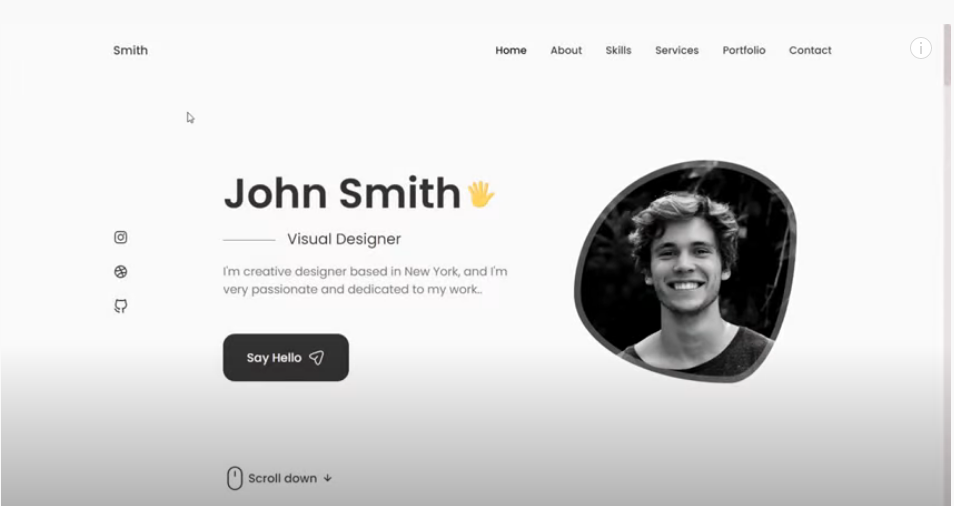 Smith
Home About Skills Services Portfolio Contact
John Smith
Visual Designer
I'm creative designer based in New York, and I'm
very passionate and dedicated to my work..
Say Hello
Scroll down